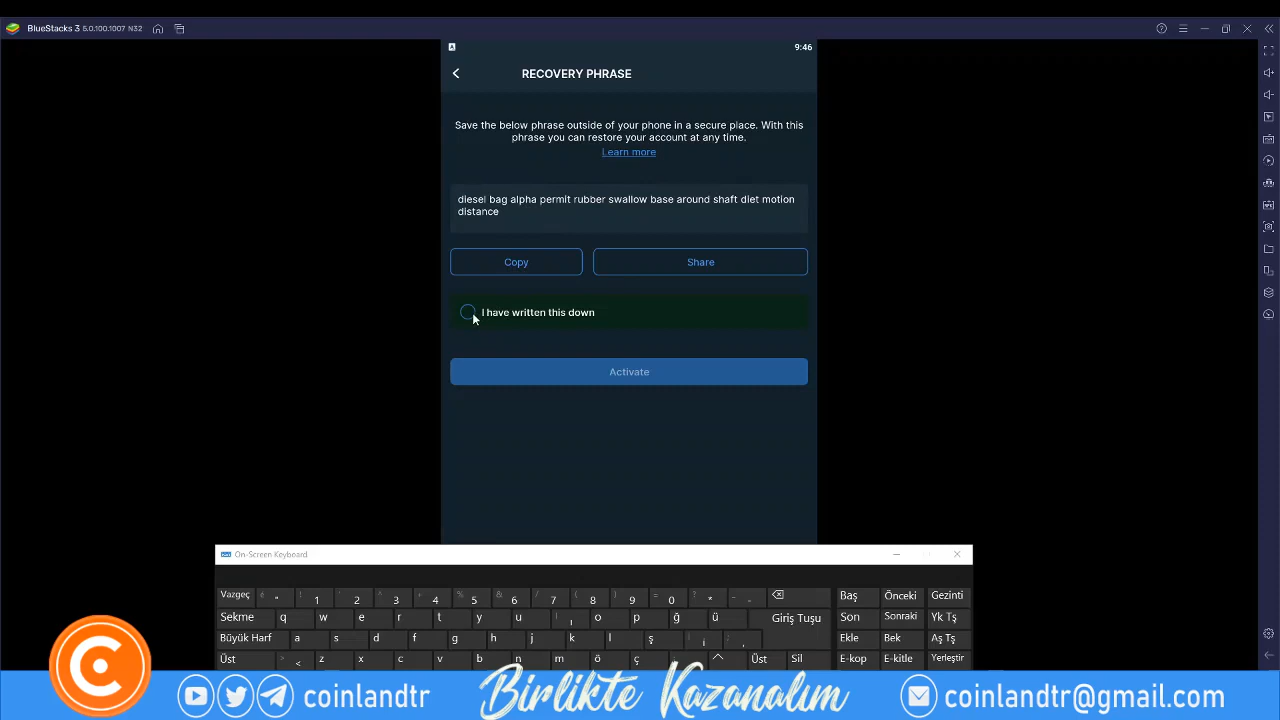 BlueStacks 3 5.0.100.1007 N32
9:46
RECOVERY PHRASE
Save the below phrase outside of your phone in a secure place. With this
phrase you can restore your account at any time.
Learn more
diesel bag alpha permit rubber swallow base around shaft diet motion
distance
Copy Share
I have written this down
Activate
On-Screen Keyboard
Vazgeç é " ! 1 ' 2 ^ 3 + 4 % 5 & 6 / 7 ( 8 ) 9 = 0 ? * _ - Baş Önceki Gezinti
Sekme q w e r t y u ı o p ğ ü Giriş Tuşu Son Sonraki Yk Tş
Büyük Harf a s d f g h j k l ş i ; , Ekle Bek Aş Tş
Üst > < z x c v b n m ö ç Üst Sil E-kop E-kitle Yerleştir
coinlandtr Birlikte Kazanalım coinlandtr@gmail.com